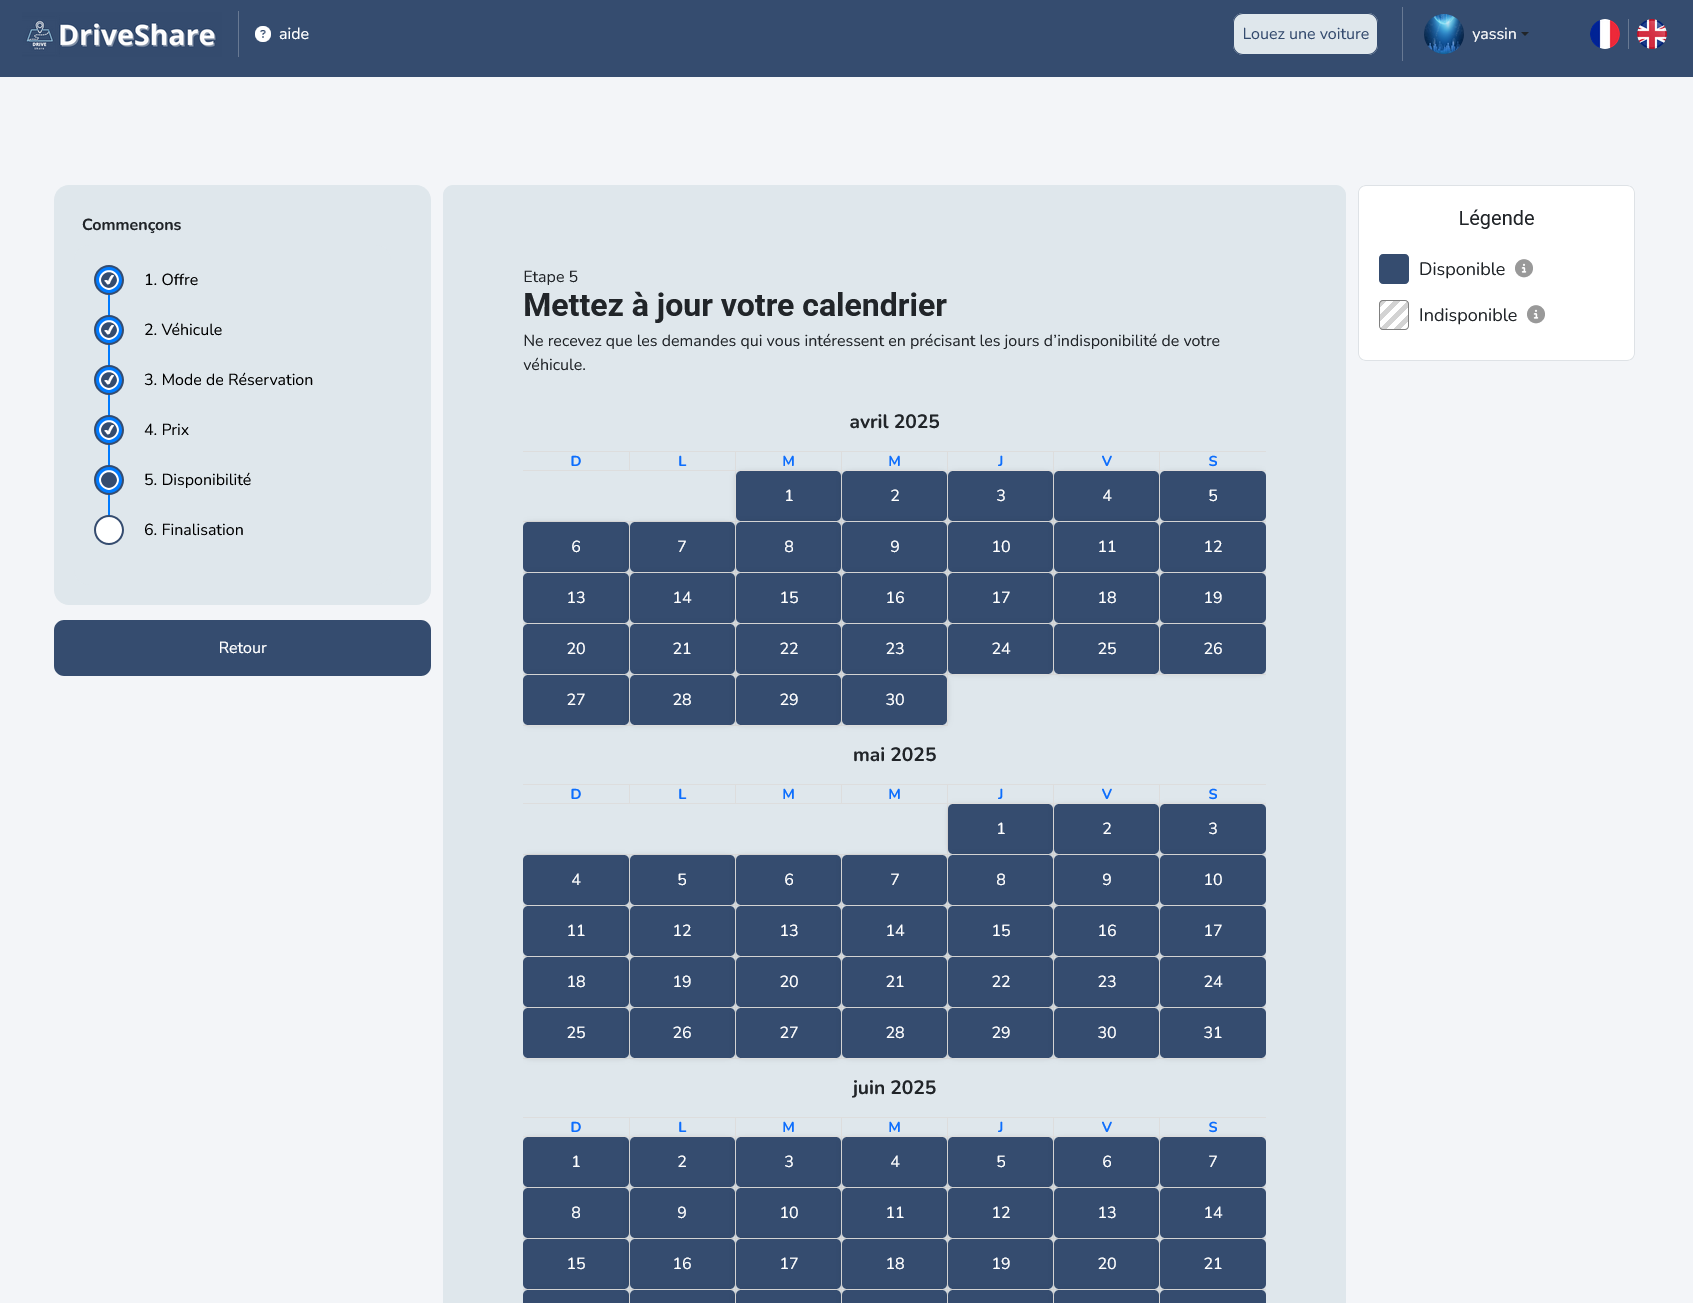 DriveShare
aide
Louez une voiture
yassin
Commençons
1. Offre
2. Véhicule
3. Mode de Réservation
4. Prix
5. Disponibilité
6. Finalisation
Retour
Etape 5
Mettez à jour votre calendrier
Ne recevez que les demandes qui vous intéressent en précisant les jours d’indisponibilité de votre
véhicule.
avril 2025
D L M M J V S
1 2 3 4 5
6 7 8 9 10 11 12
13 14 15 16 17 18 19
20 21 22 23 24 25 26
27 28 29 30
mai 2025
D L M M J V S
1 2 3
4 5 6 7 8 9 10
11 12 13 14 15 16 17
18 19 20 21 22 23 24
25 26 27 28 29 30 31
juin 2025
D L M M J V S
1 2 3 4 5 6 7
8 9 10 11 12 13 14
15 16 17 18 19 20 21
Légende
Disponible
Indisponible